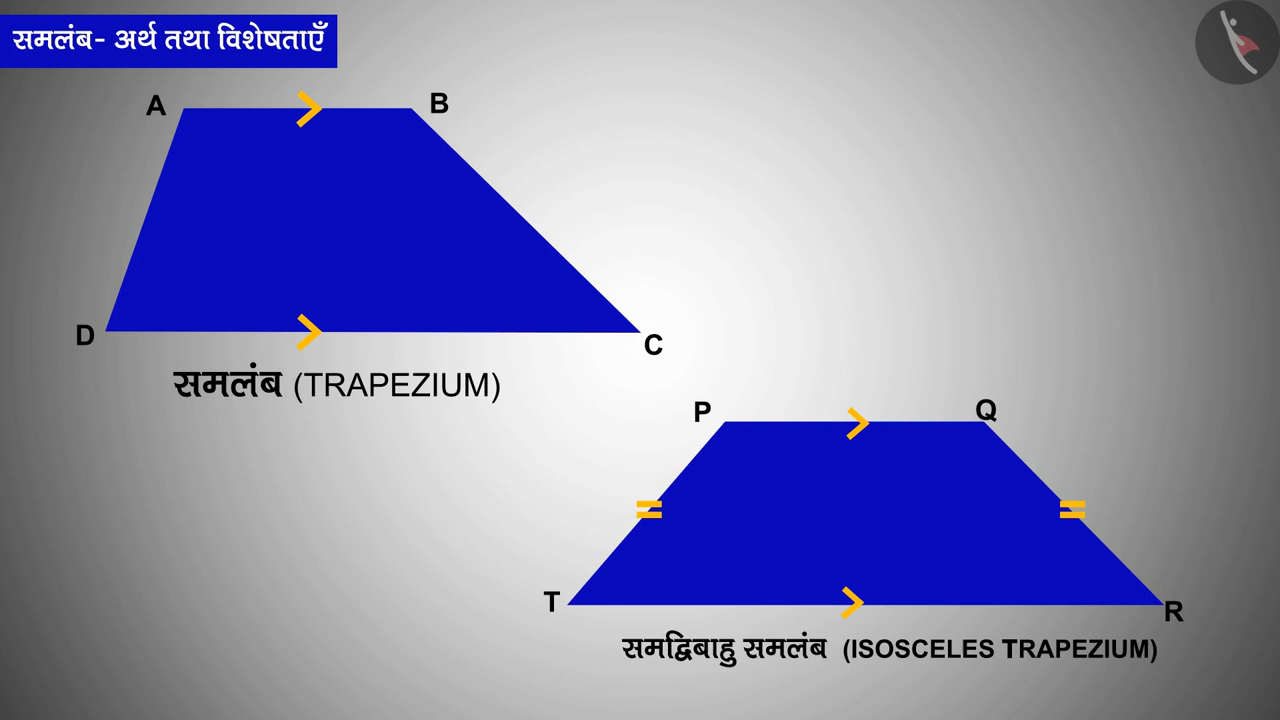 समलंब- अर्थ तथा विशेषताएँ
A
B
D
C
समलंब (TRAPEZIUM)
P
Q
T
R
समद्विबाहु समलंब (ISOSCELES TRAPEZIUM)